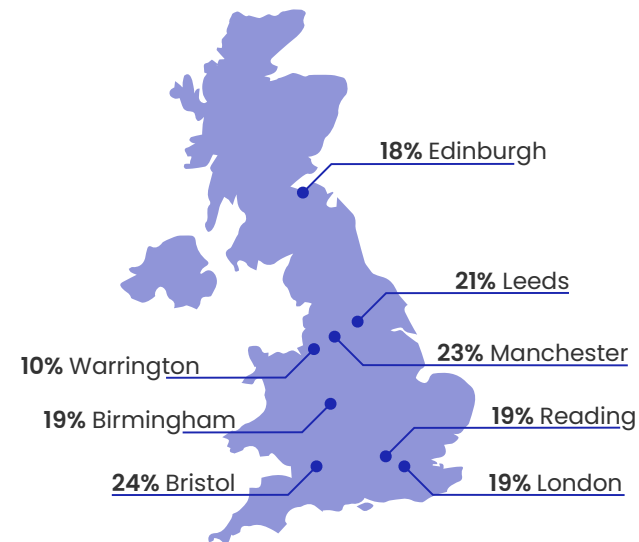 18% Edinburgh
21% Leeds
23% Manchester
10% Warrington
19% Birmingham
19% Reading
24% Bristol
19% London